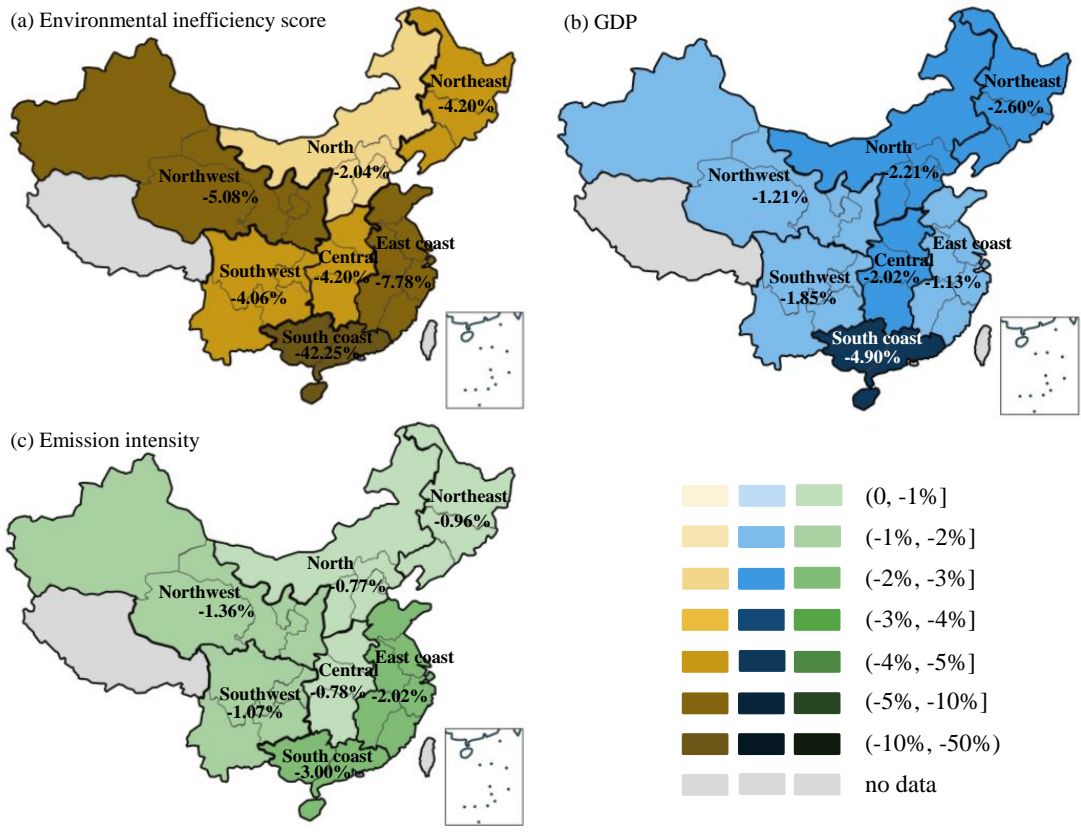 (a) Environmental inefficiency score
Northeast
-4.20%
North
-2.04%
Northwest
-5.08%
East coast
-7.78%
Central
-4.20%
Southwest
-4.06%
South coast
-42.25%
(b) GDP
Northeast
-2.60%
North
-2.21%
Northwest
-1.21%
East coast
-1.13%
Central
-2.02%
Southwest
-1.85%
South coast
-4.90%
(c) Emission intensity
Northeast
-0.96%
North
-0.77%
Northwest
-1.36%
East coast
-2.02%
Central
-0.78%
Southwest
-1.07%
South coast
-3.00%
(0, -1%]
(-1%, -2%]
(-2%, -3%]
(-3%, -4%]
(-4%, -5%]
(-5%, -10%]
(-10%, -50%)
no data